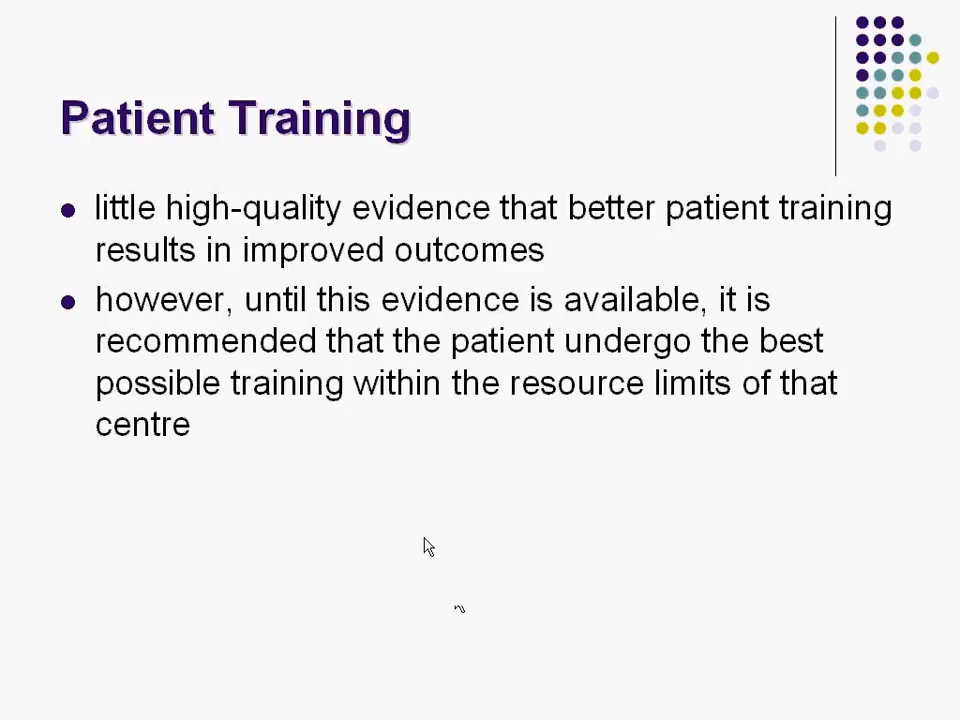 Patient Training
little high-quality evidence that better patient training
results in improved outcomes
however, until this evidence is available, it is
recommended that the patient undergo the best
possible training within the resource limits of that
centre